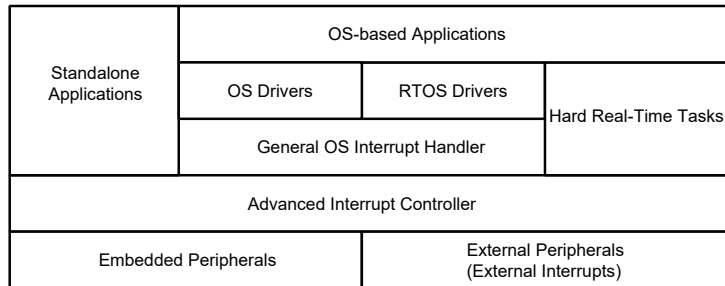 OS-based Applications
Standalone
Applications
OS Drivers
RTOS Drivers
Hard Real-Time Tasks
General OS Interrupt Handler
Advanced Interrupt Controller
Embedded Peripherals
External Peripherals
(External Interrupts)